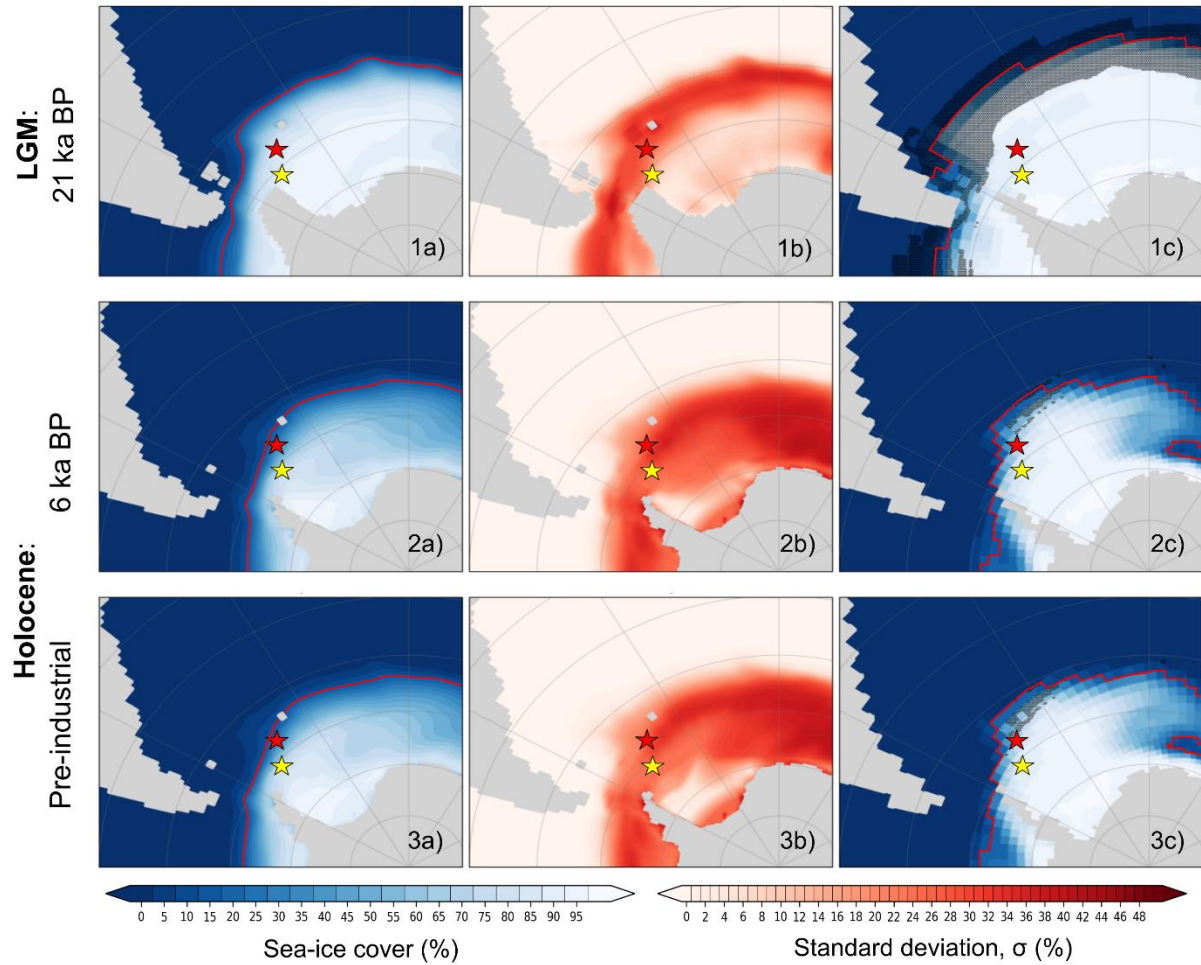 LGM:
21 ka BP
1a)
1b)
1c)
Holocene:
6 ka BP
2a)
2b)
2c)
Pre-industrial
3a)
3b)
3c)
0 5 10 15 20 25 30 35 40 45 50 55 60 65 70 75 80 85 90 95
Sea-ice cover (%)
0 2 4 6 8 10 12 14 16 18 20 22 24 26 28 30 32 34 36 38 40 42 44 46 48
Standard deviation, σ (%)